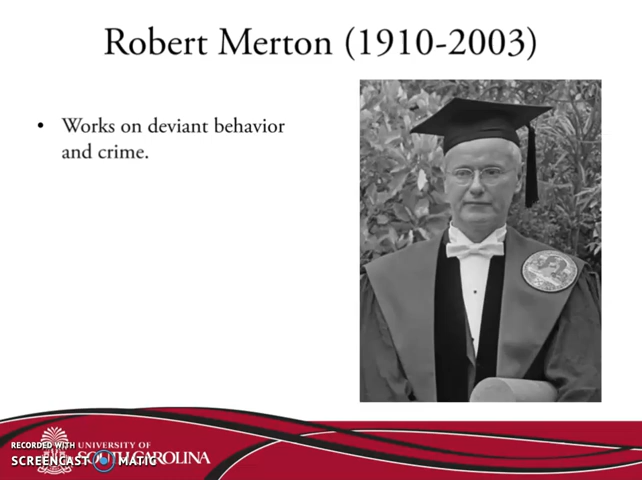 Robert Merton (1910-2003)
• Works on deviant behavior
and crime.
RECORDED WITH
SCREENCAST MATIC
UNIVERSITY OF
SOUTH CAROLINA